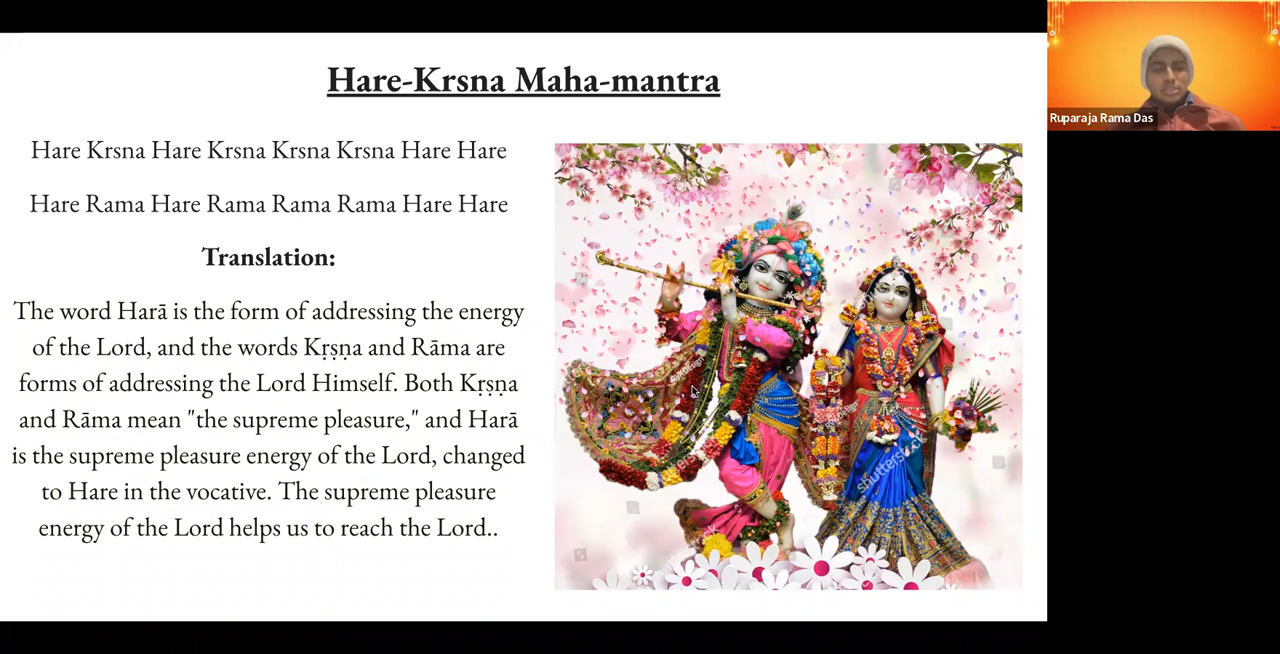 Hare-Krsna Maha-mantra
Hare Krsna Hare Krsna Krsna Krsna Hare Hare
Hare Rama Hare Rama Rama Rama Hare Hare
Translation:
The word Harā is the form of addressing the energy
of the Lord, and the words Kṛṣṇa and Rāma are
forms of addressing the Lord Himself. Both Kṛṣṇa
and Rāma mean "the supreme pleasure," and Harā
is the supreme pleasure energy of the Lord, changed
to Hare in the vocative. The supreme pleasure
energy of the Lord helps us to reach the Lord..
Ruparaja Rama Das